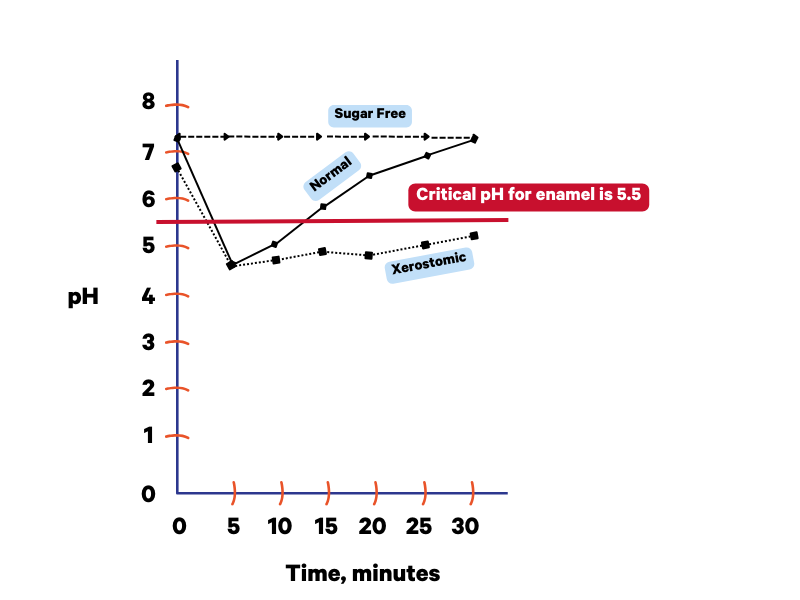 8
Sugar Free
7
Normal
6
Critical pH for enamel is 5.5
5
Xerostomic
pH
4
3
2
1
0
0 5 10 15 20 25 30
Time, minutes